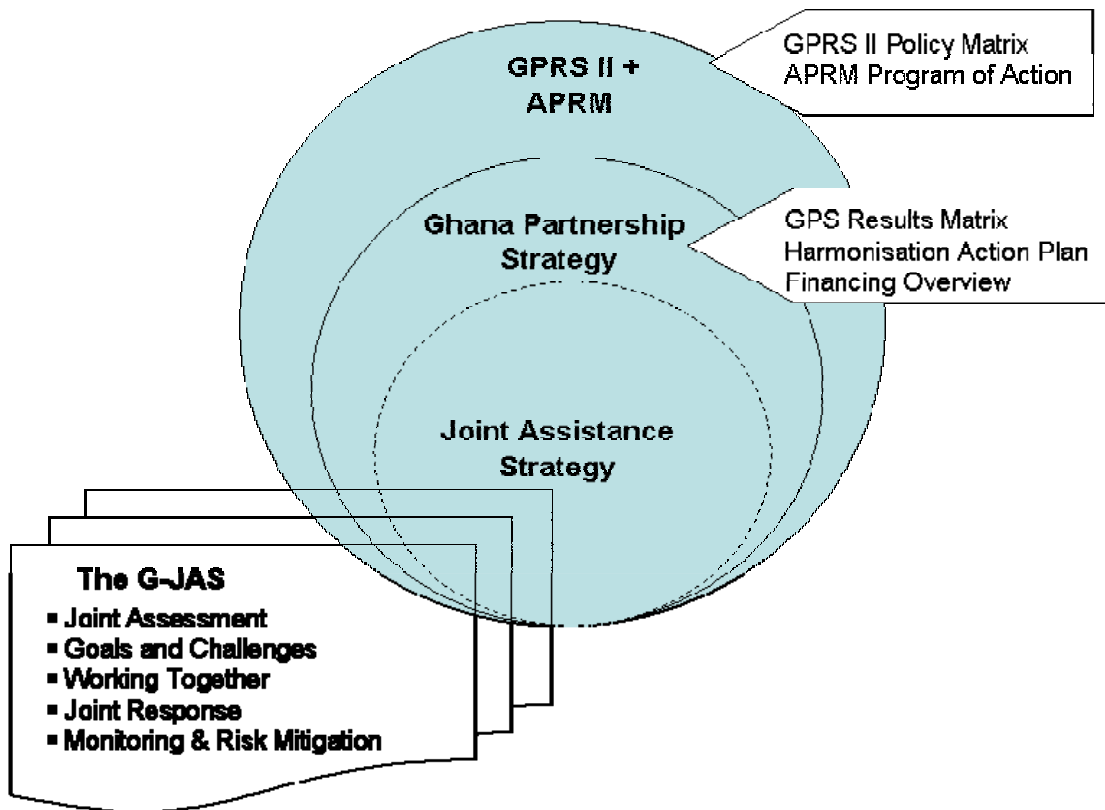 GPRS II +
APRM
GPRS II Policy Matrix
APRM Program of Action
Ghana Partnership
Strategy
GPS Results Matrix
Harmonisation Action Plan
Financing Overview
Joint Assistance
Strategy
The G-JAS
▪ Joint Assessment
▪ Goals and Challenges
▪ Working Together
▪ Joint Response
▪ Monitoring & Risk Mitigation